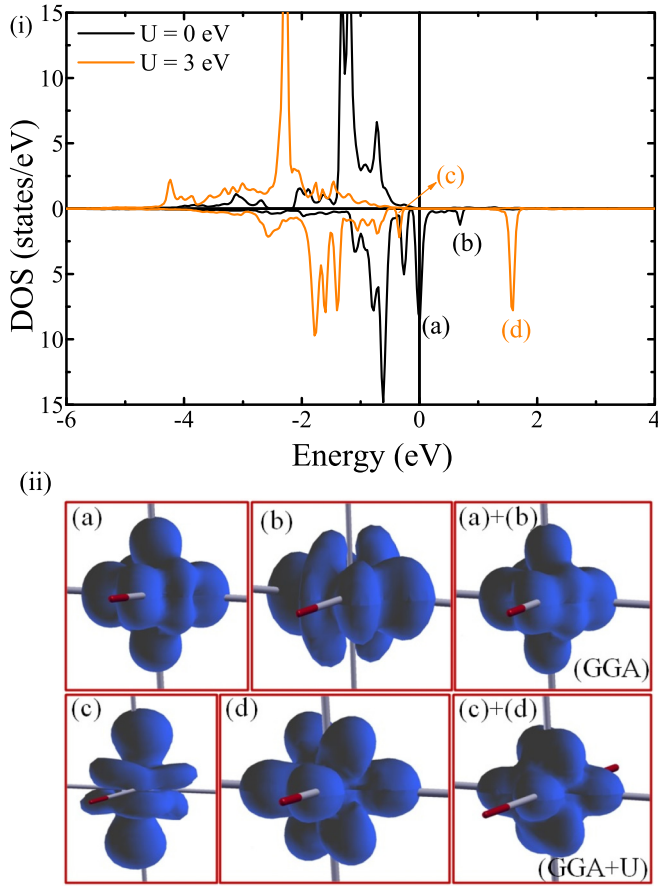 (i)
15
10
5
0
5
10
15
DOS (states/eV)
U = 0 eV
U = 3 eV
(c)
(b)
(a)
(d)
-6
-4
-2
0
2
4
Energy (eV)
(ii)
(a)
(b)
(a)+(b)
(GGA)
(c)
(d)
(c)+(d)
(GGA+U)